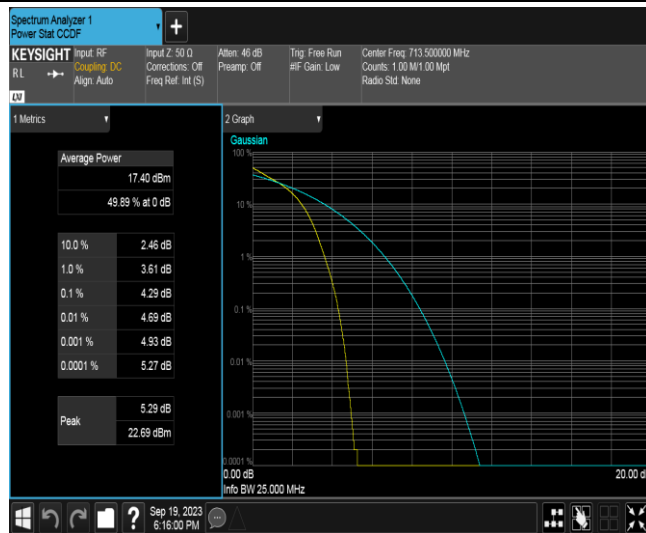 Spectrum Analyzer 1
Power Stat CCDF
+
KEYSIGHT
RL
LXI
Input: RF
Coupling: DC
Align: Auto
Input Z: 50 Ω
Corrections: Off
Freq Ref: Int (S)
Atten: 46 dB
Preamp: Off
Trig: Free Run
#IF Gain: Low
Center Freq: 713.500000 MHz
Counts: 1.00 M/1.00 Mpt
Radio Std: None
1 Metrics
Average Power
17.40 dBm
49.89 % at 0 dB
10.0 % 2.46 dB
1.0 % 3.61 dB
0.1 % 4.29 dB
0.01 % 4.69 dB
0.001 % 4.93 dB
0.0001 % 5.27 dB
Peak
5.29 dB
22.69 dBm
2 Graph
Gaussian
100 %
10 %
1 %
0.1 %
0.01 %
0.001 %
0.0001 %
0.00 dB
20.00 d
Info BW 25.000 MHz
?
Sep 19, 2023
6:16:00 PM